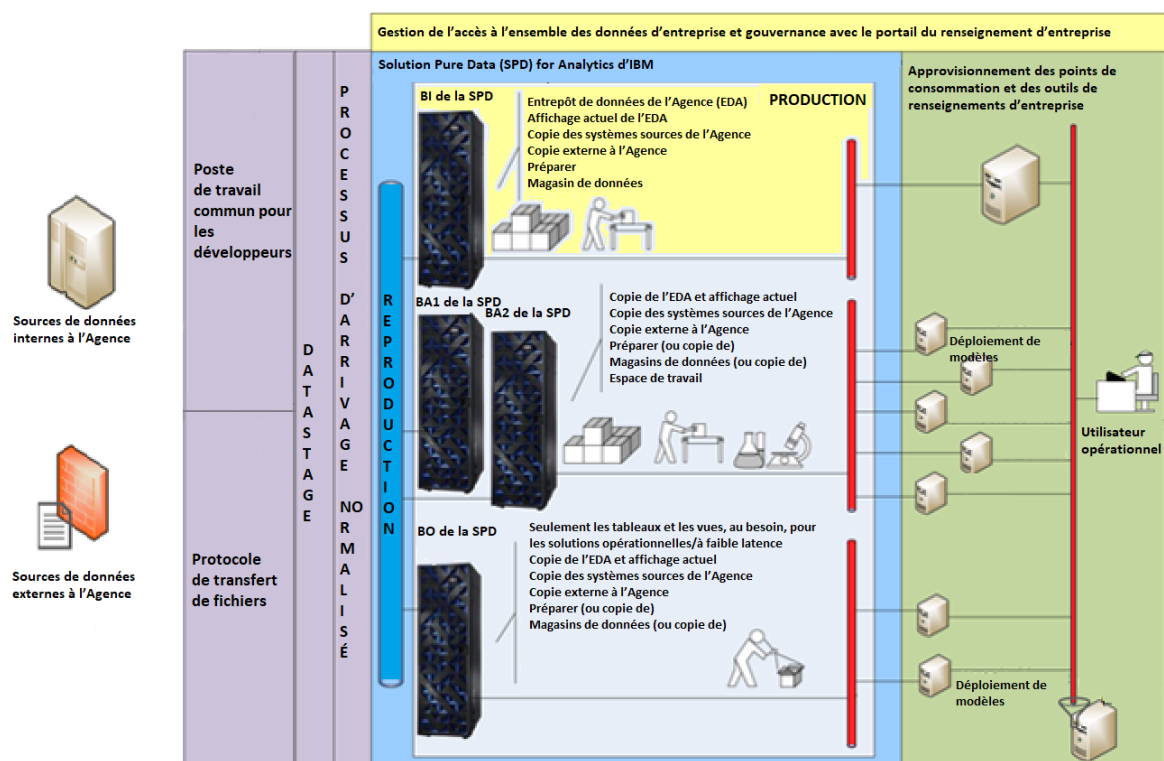 Gestion de l’accès à l’ensemble des données d’entreprise et gouvernance avec le portail du renseignement d’entreprise
Sources de données
internes à l’Agence
Sources de données
externes à l’Agence
Poste
de travail
commun pour
les
développeurs
Protocole
de transfert
de fichiers
DATASTAGE
PROCESSUS D’ARRIVAGE NORMALISÉ
Solution Pure Data (SPD) for Analytics d’IBM
REPRODUCTION
BI de la SPD
PRODUCTION
Entrepôt de données de l’Agence (EDA)
Affichage actuel de l’EDA
Copie des systèmes sources de l’Agence
Copie externe à l’Agence
Préparer
Magasin de données
BA1 de la SPD
BA2 de la SPD
Copie de l’EDA et affichage actuel
Copie des systèmes sources de l’Agence
Copie externe à l’Agence
Préparer (ou copie de)
Magasins de données (ou copie de)
Espace de travail
BO de la SPD
Seulement les tableaux et les vues, au besoin, pour
les solutions opérationnelles/à faible latence
Copie de l’EDA et affichage actuel
Copie des systèmes sources de l’Agence
Copie externe à l’Agence
Préparer (ou copie de)
Magasins de données (ou copie de)
Approvisionnement des points de
consommation et des outils de
renseignements d’entreprise
Déploiement de
modèles
Utilisateur
opérationnel
Déploiement de
modèles